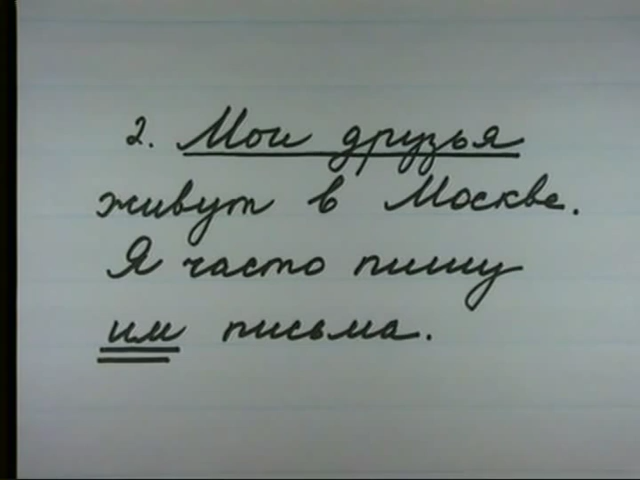 2. Мои друзья
живут в Москве.
Я часто пишу
им письма.